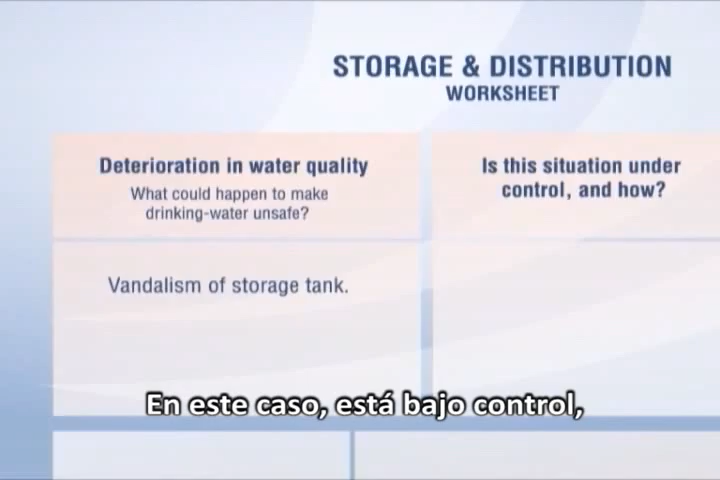 STORAGE & DISTRIBUTION
WORKSHEET
Deterioration in water quality
What could happen to make
drinking-water unsafe?
Is this situation under
control, and how?
Vandalism of storage tank.
En este caso, está bajo control,